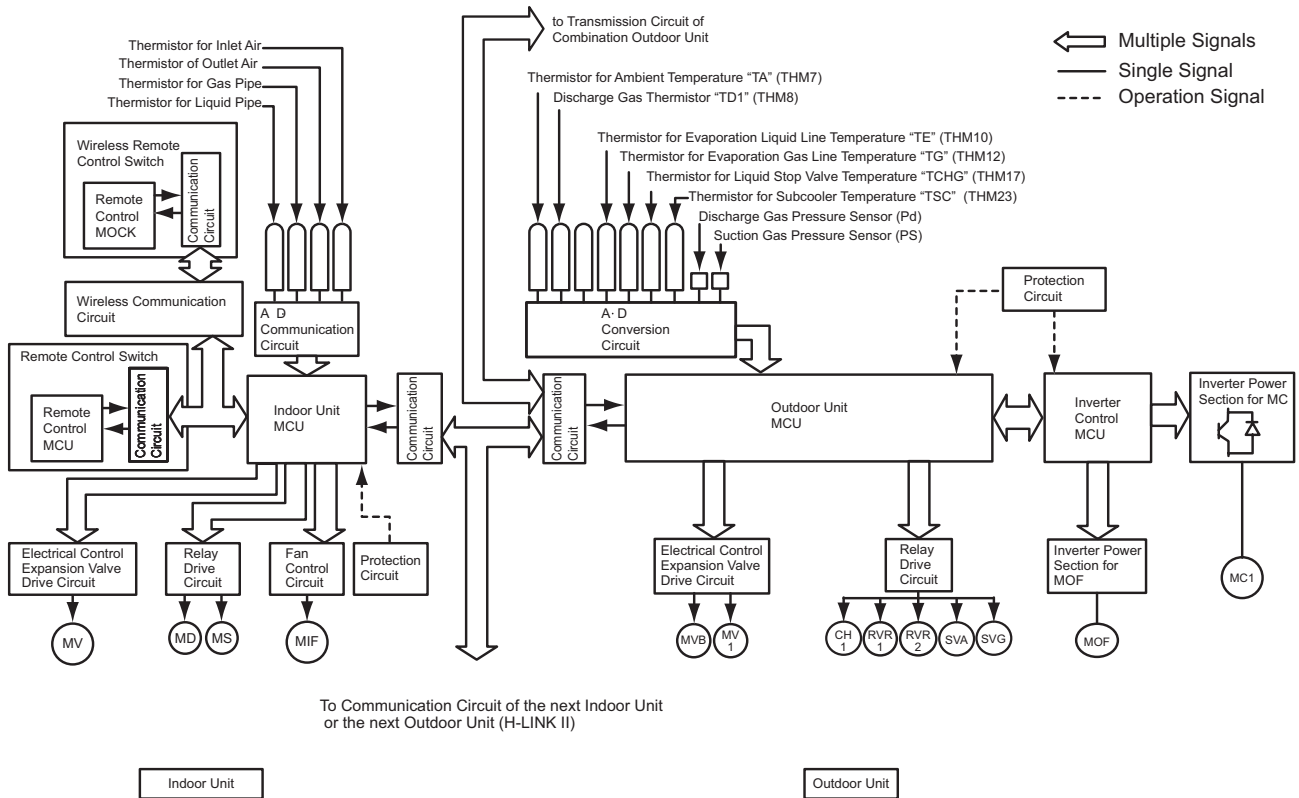 to Transmission Circuit of
Combination Outdoor Unit
Multiple Signals
Single Signal
Operation Signal
Thermistor for Inlet Air
Thermistor of Outlet Air
Thermistor for Gas Pipe
Thermistor for Liquid Pipe
Thermistor for Ambient Temperature “TA” (THM7)
Discharge Gas Thermistor “TD1” (THM8)
Thermistor for Evaporation Liquid Line Temperature “TE” (THM10)
Thermistor for Evaporation Gas Line Temperature “TG” (THM12)
Thermistor for Liquid Stop Valve Temperature “TCHG” (THM17)
Thermistor for Subcooler Temperature “TSC” (THM23)
Discharge Gas Pressure Sensor (Pd)
Suction Gas Pressure Sensor (PS)
Wireless Remote
Control Switch
Remote
Control
MOCK
Communication
Circuit
Wireless Communication
Circuit
A D
Communication
Circuit
A· D
Conversion
Circuit
Protection
Circuit
Remote Control Switch
Remote
Control
MCU
Communication
Circuit
Indoor Unit
MCU
Communication
Circuit
Communication
Circuit
Outdoor Unit
MCU
Inverter
Control
MCU
Inverter Power
Section for MC
Electrical Control
Expansion Valve
Drive Circuit
Relay
Drive
Circuit
Fan
Control
Circuit
Protection
Circuit
Electrical Control
Expansion Valve
Drive Circuit
Relay
Drive
Circuit
Inverter Power
Section for
MOF
MV
MD
MS
MIF
MVB
MV
1
CH
1
RVR
1
RVR
2
SVA
SVG
MOF
MC1
To Communication Circuit of the next Indoor Unit
or the next Outdoor Unit (H-LINK II)
Indoor Unit
Outdoor Unit